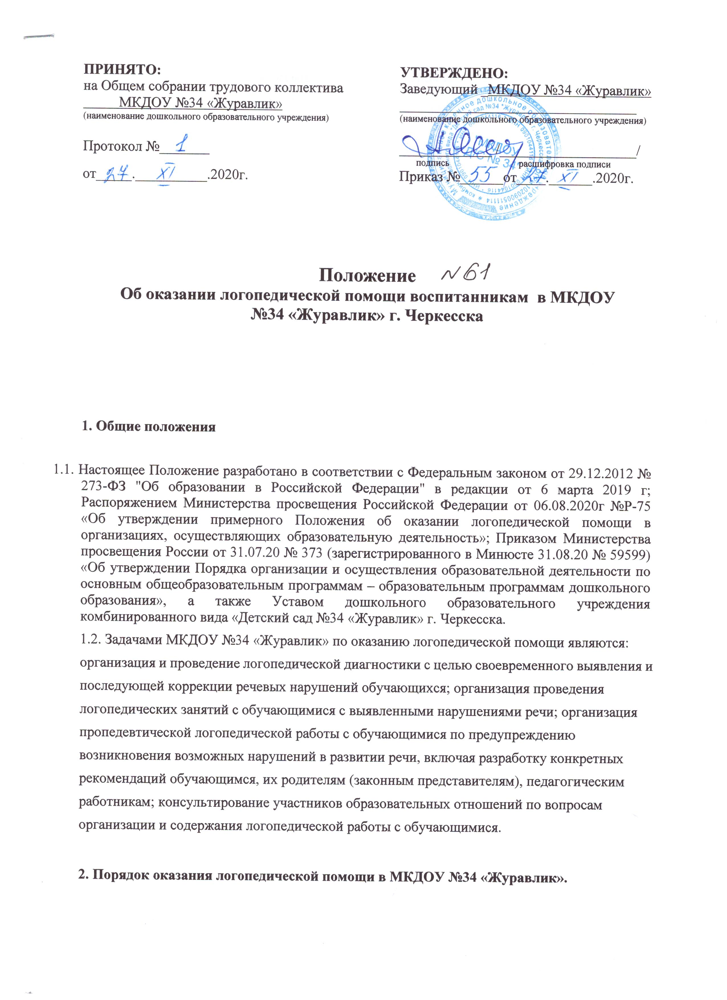 ПРИНЯТО:
на Общем собрании трудового коллектива
МКДОУ №34 «Журавлик»
(наименование дошкольного образовательного учреждения)
Протокол № 1
от 27 . XI .2020г.
УТВЕРЖДЕНО:
Заведующий _МКДОУ №34 «Журавлик»
(наименование дошкольного образовательного учреждения)
/ /
подпись расшифровка подписи
Приказ № 55 от 27 . XI .2020г.
МКДОУ
Д/С № 34
Положение N 61
Об оказании логопедической помощи воспитанникам в МКДОУ
№34 «Журавлик» г. Черкесска
1. Общие положения
1.1. Настоящее Положение разработано в соответствии с Федеральным законом от 29.12.2012 №
273-ФЗ "Об образовании в Российской Федерации" в редакции от 6 марта 2019 г;
Распоряжением Министерства просвещения Российской Федерации от 06.08.2020г №Р-75
«Об утверждении примерного Положения об оказании логопедической помощи в
организациях, осуществляющих образовательную деятельность»; Приказом Министерства
просвещения России от 31.07.20 № 373 (зарегистрированного в Минюсте 31.08.20 № 59599)
«Об утверждении Порядка организации и осуществления образовательной деятельности по
основным общеобразовательным программам – образовательным программам дошкольного
образования», а также Уставом дошкольного образовательного учреждения
комбинированного вида «Детский сад №34 «Журавлик» г. Черкесска.
1.2. Задачами МКДОУ №34 «Журавлик» по оказанию логопедической помощи являются:
организация и проведение логопедической диагностики с целью своевременного выявления и
последующей коррекции речевых нарушений обучающихся; организация проведения
логопедических занятий с обучающимися с выявленными нарушениями речи; организация
пропедевтической логопедической работы с обучающимися по предупреждению
возникновения возможных нарушений в развитии речи, включая разработку конкретных
рекомендаций обучающимся, их родителям (законным представителям), педагогическим
работникам; консультирование участников образовательных отношений по вопросам
организации и содержания логопедической работы с обучающимися.
2. Порядок оказания логопедической помощи в МКДОУ №34 «Журавлик».